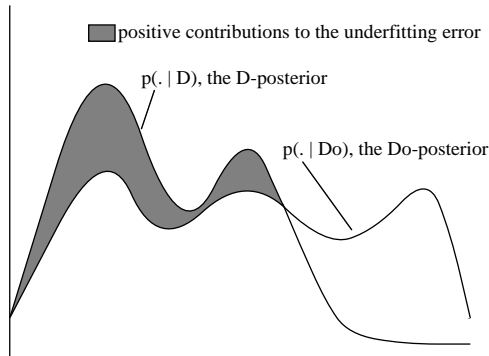 positive contributions to the underfitting error
p(. | D), the D-posterior
p(. | Do), the Do-posterior